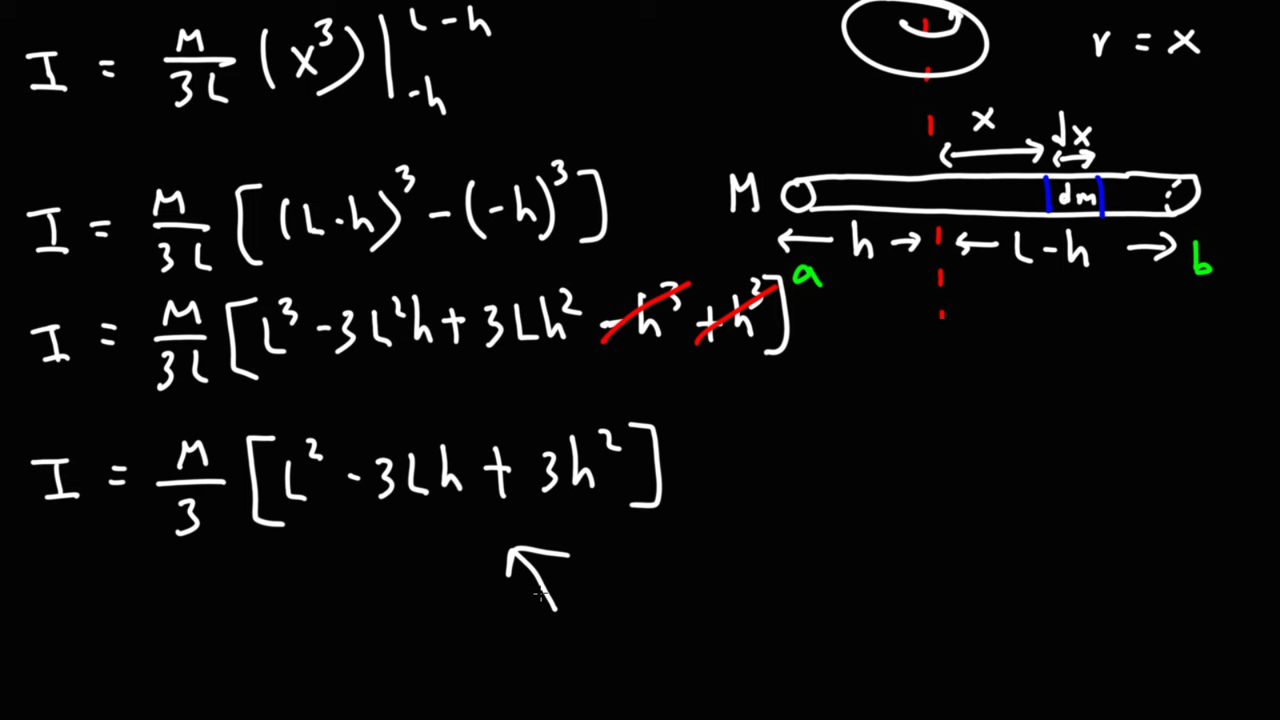 I = M/3L (x³) |_{-h}^{L-h}
r = x
x dx
M dm
h L-h
a b
I = M/3L [(L-h)³ - (-h)³]
I = M/3L [L³ - 3L²h + 3Lh² - h³ + h³]
I = M/3 [L² - 3Lh + 3h²]